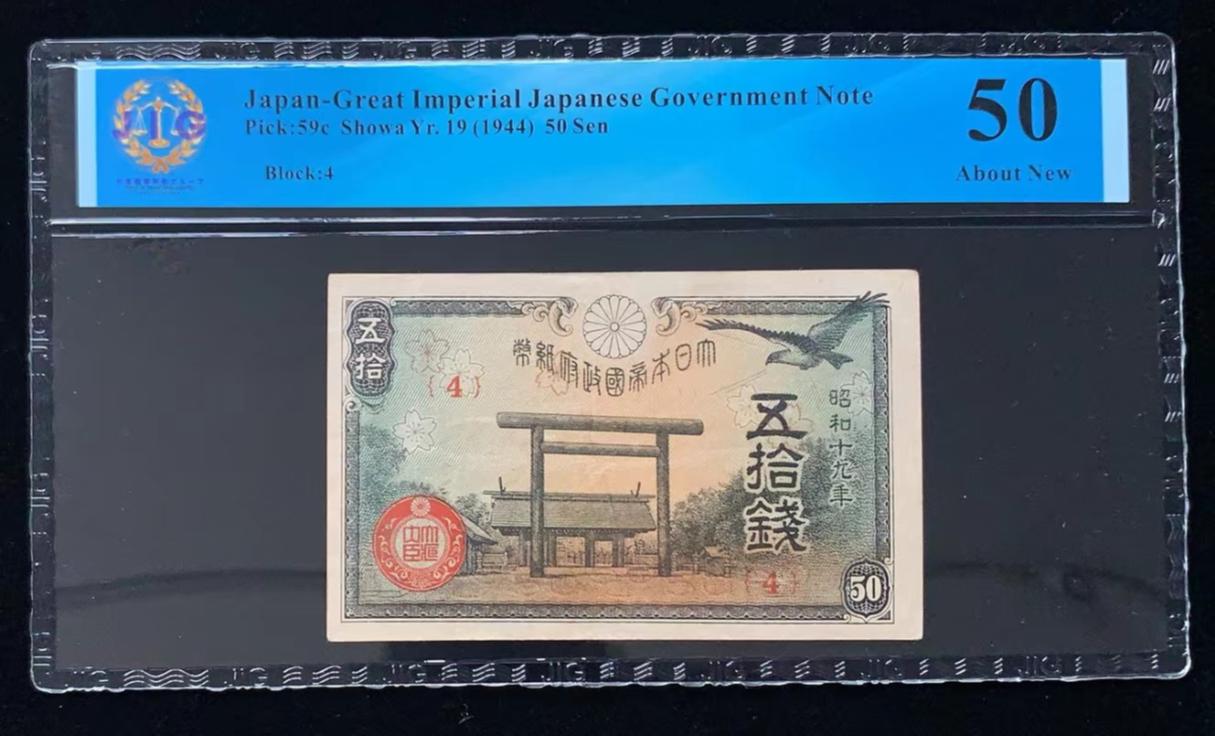 Japan-Great Imperial Japanese Government Note
Pick:59c Showa Yr. 19 (1944) 50 Sen
Block:4
50
About New
JIG
五拾
{4}
大日本帝國政府紙幣
昭和十九年
五拾錢
{4}
50